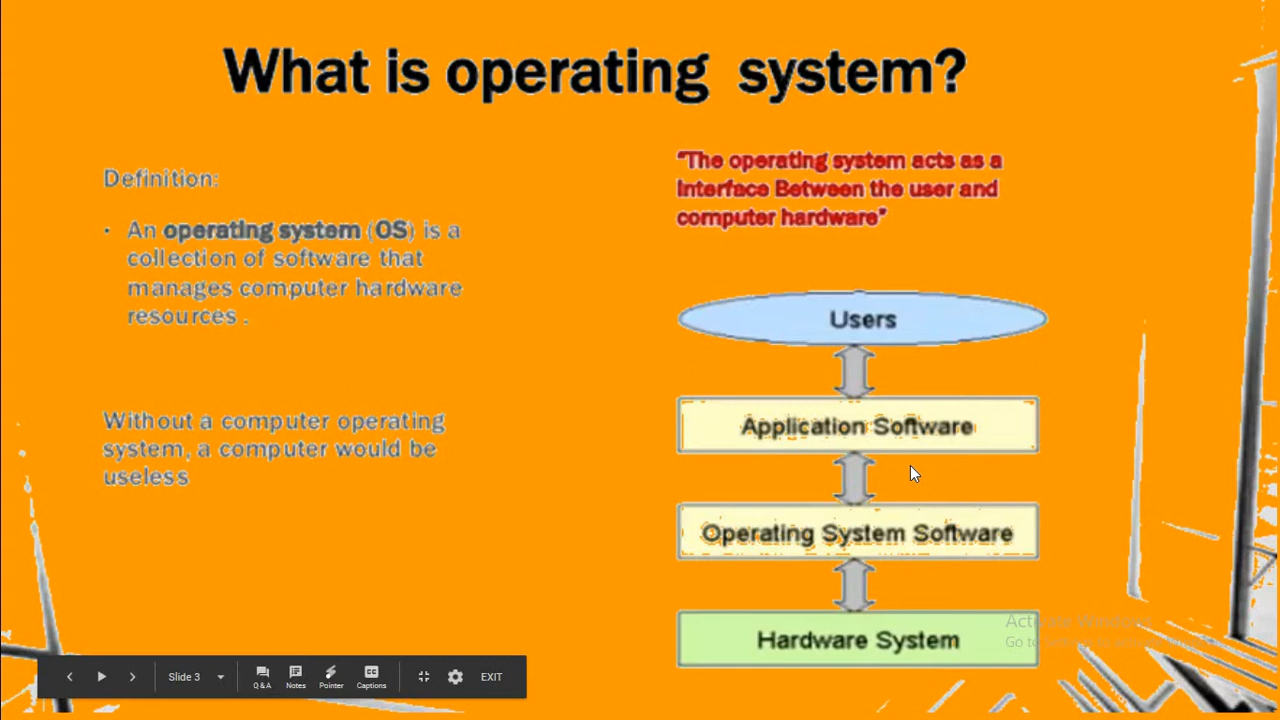 What is operating system?
Definition:
• An operating system (OS) is a
collection of software that
manages computer hardware
resources .
Without a computer operating
system, a computer would be
useless
"The operating system acts as a
Interface Between the user and
computer hardware"
Users
Application Software
Operating System Software
Hardware System
Activate Windows
Go to
Slide 3
Q & A
Notes
Pointer
Captions
EXIT